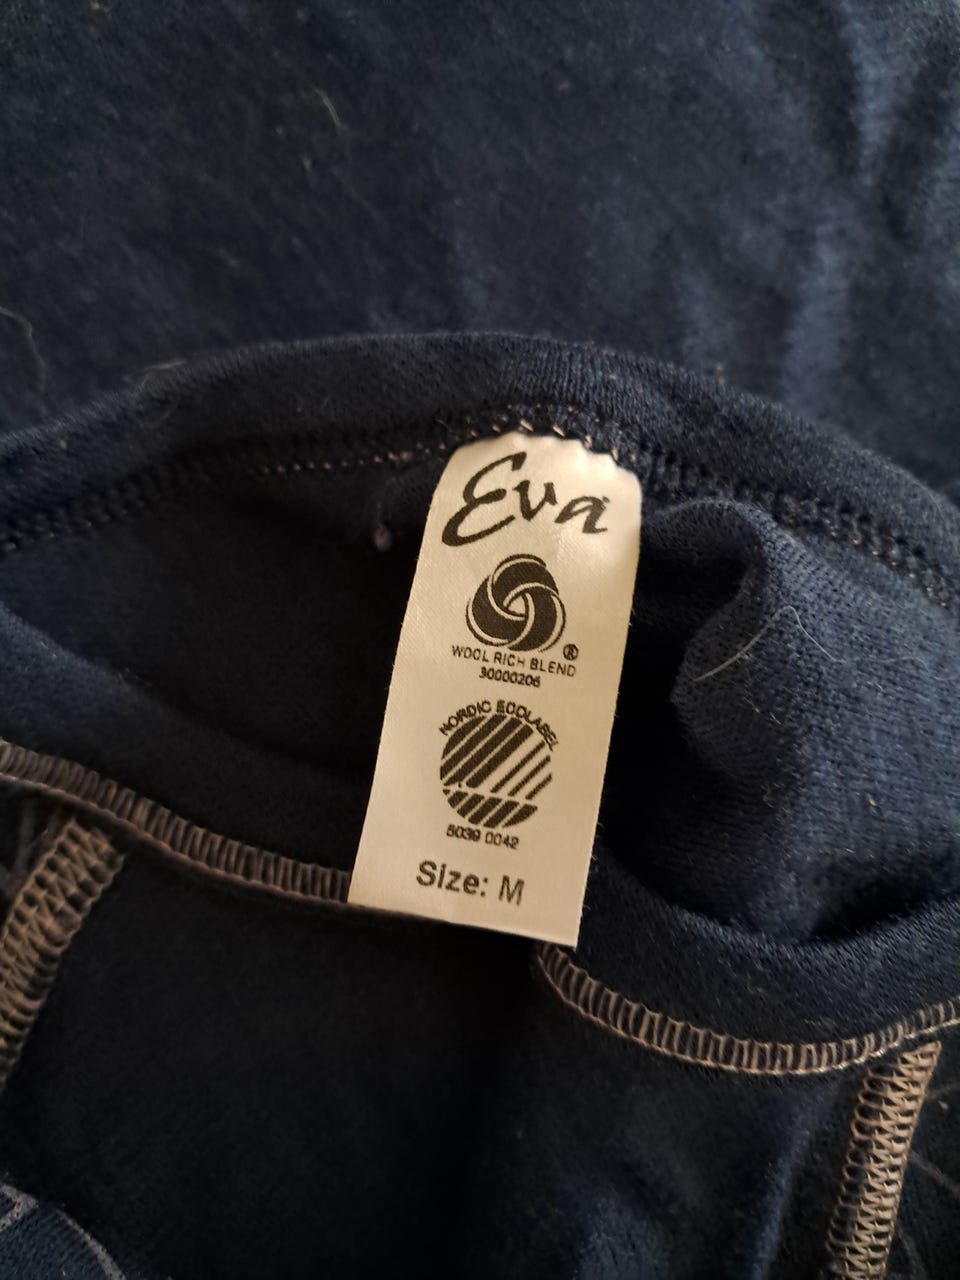 Eva
®
WOOL RICH BLEND
30000206
NORDIC ECOLABEL
5039 0042
Size: M